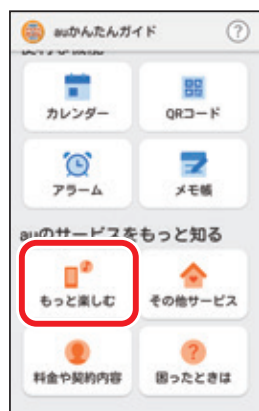 auかんたんガイド ?
カレンダー QRコード
アラーム メモ帳
auのサービスをもっと知る
もっと楽しむ その他サービス
料金や契約内容 困ったときは